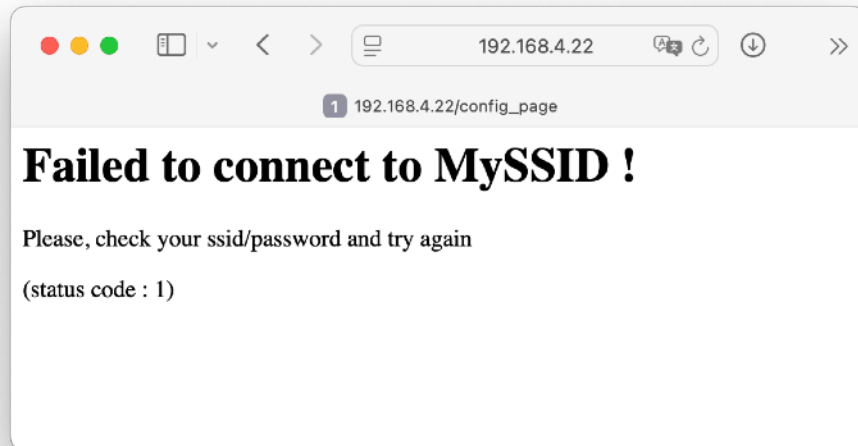 192.168.4.22
1 192.168.4.22/config_page
Failed to connect to MySSID !
Please, check your ssid/password and try again
(status code : 1)